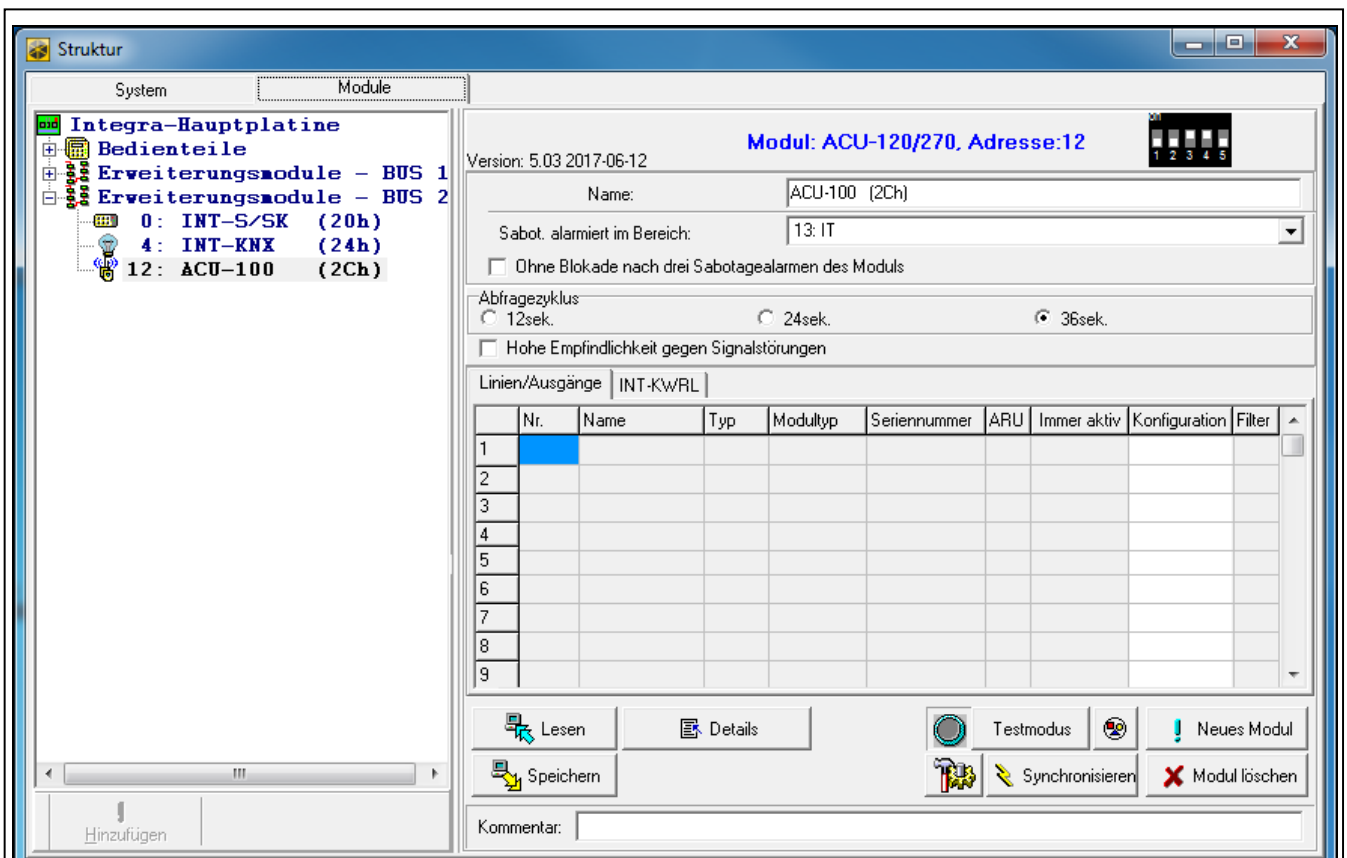 Struktur
System Module
Integra-Hauptplatine
Bedienteile
Erweiterungsmodule – BUS 1
Erweiterungsmodule – BUS 2
0: INT-S/SK (20h)
4: INT-KNX (24h)
12: ACU-100 (2Ch)
Hinzufügen
Modul: ACU-120/270, Adresse:12
on
1 2 3 4 5
Version: 5.03 2017-06-12
Name: ACU-100 (2Ch)
Sabot. alarmiert im Bereich: 13: IT
Ohne Blokade nach drei Sabotagealarmen des Moduls
Abfragezyklus
12sek. 24sek. 36sek.
Hohe Empfindlichkeit gegen Signalstörungen
Linien/Ausgänge INT-KWRL
Nr. Name Typ Modultyp Seriennummer ARU Immer aktiv Konfiguration Filter
1
2
3
4
5
6
7
8
9
Lesen Details Testmodus Neues Modul
Speichern Synchronisieren Modul löschen
Kommentar: